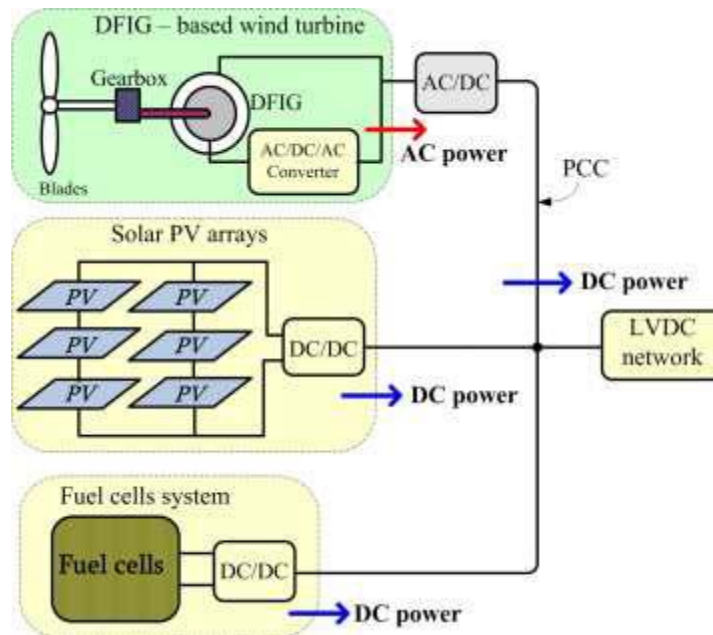 DFIG – based wind turbine
Gearbox
DFIG
AC/DC
AC/DC/AC
Converter
AC power
Blades
PCC
Solar PV arrays
PV PV
PV PV
PV PV
DC/DC
DC power
DC power
LVDC
network
Fuel cells system
Fuel cells
DC/DC
DC power